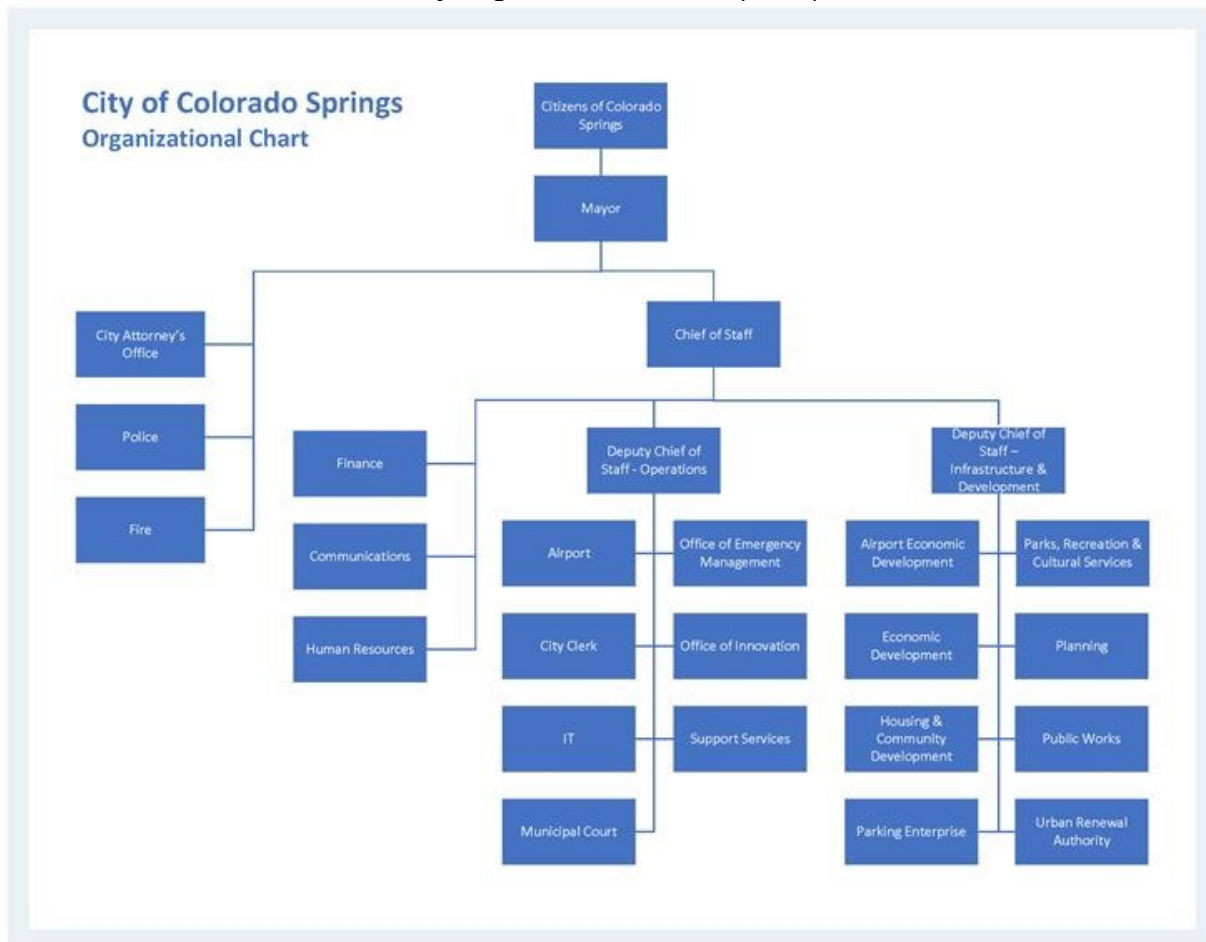 City of Colorado Springs
Organizational Chart
Citizens of Colorado
Springs
Mayor
City Attorney's
Office
Police
Fire
Chief of Staff
Finance
Communications
Human Resources
Deputy Chief of
Staff - Operations
Airport
Office of Emergency
Management
City Clerk
Office of Innovation
IT
Support Services
Municipal Court
Deputy Chief of
Staff –
Infrastructure &
Development
Airport Economic
Development
Parks, Recreation &
Cultural Services
Economic
Development
Planning
Housing &
Community
Development
Public Works
Parking Enterprise
Urban Renewal
Authority